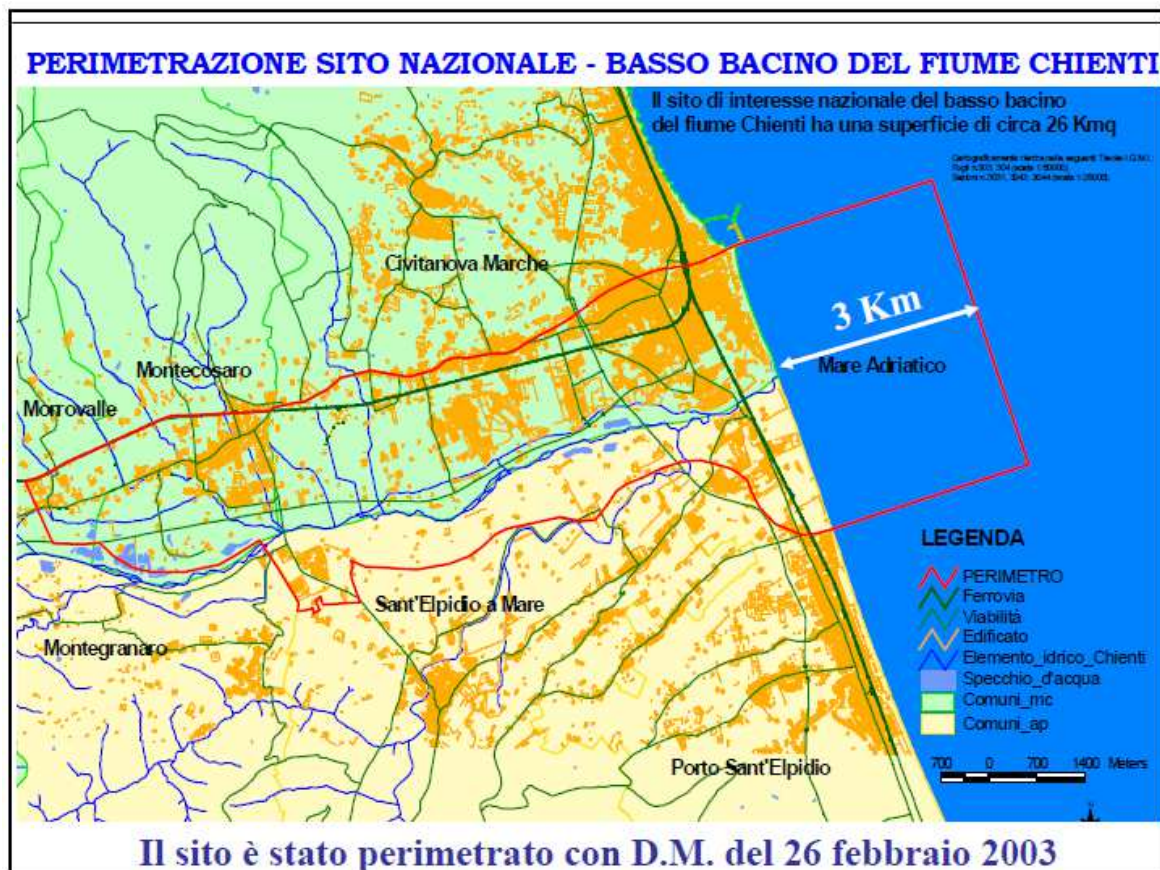 PERIMETRAZIONE SITO NAZIONALE - BASSO BACINO DEL FIUME CHIENTI
Il sito di interesse nazionale del basso bacino
del fiume Chienti ha una superficie di circa 26 Kmq
Civitanova Marche
3 Km
Mare Adriatico
Montecosaro
Morrovalle
Sant'Elpidio a Mare
Montegranaro
Porto Sant'Elpidio
LEGENDA
PERIMETRO
Ferrovia
Viabilità
Edificato
Elemento_idrico_Chienti
Specchio_d'acqua
Comuni_mc
Comuni_ap
700 0 700 1400 Meters
Il sito è stato perimetrato con D.M. del 26 febbraio 2003